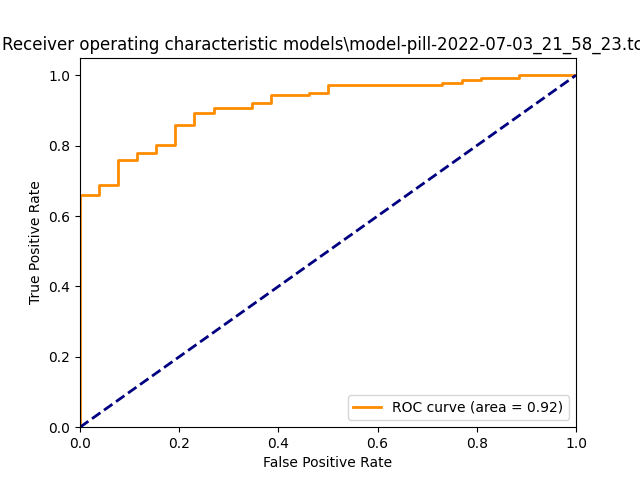 Receiver operating characteristic models\model-pill-2022-07-03_21_58_23.tc
1.0
0.8
0.6
0.4
0.2
0.0
True Positive Rate
ROC curve (area = 0.92)
0.0 0.2 0.4 0.6 0.8 1.0
False Positive Rate